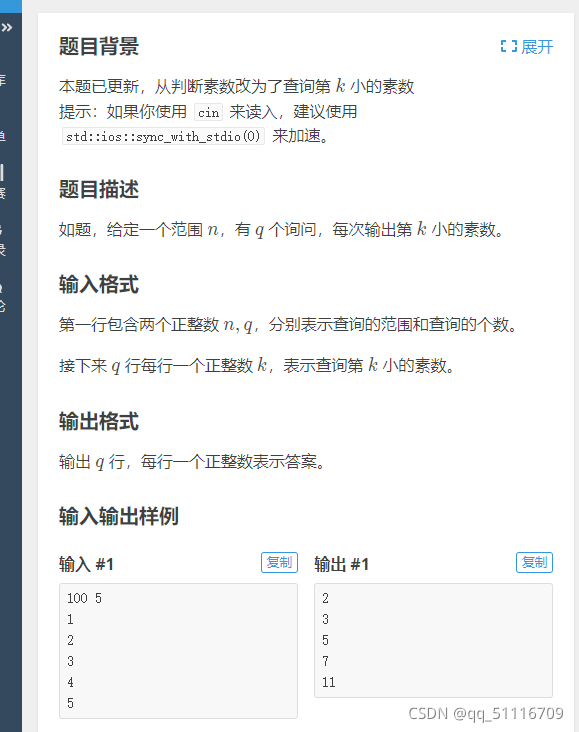 题目背景
展开
本题已更新，从判断素数改为了查询第 k 小的素数
提示：如果你使用 cin 来读入，建议使用
std::ios::sync_with_stdio(0) 来加速。
题目描述
如题，给定一个范围 n，有 q 个询问，每次输出第 k 小的素数。
输入格式
第一行包含两个正整数 n, q，分别表示查询的范围和查询的个数。
接下来 q 行每行一个正整数 k，表示查询第 k 小的素数。
输出格式
输出 q 行，每行一个正整数表示答案。
输入输出样例
输入 #1
复制
100 5
1
2
3
4
5
输出 #1
复制
2
3
5
7
11
CSDN @qq_51116709